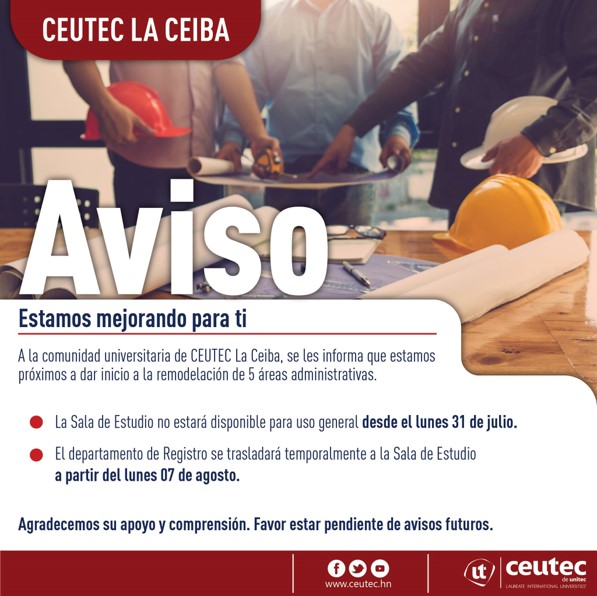 CEUTEC LA CEIBA
Aviso
Estamos mejorando para ti
A la comunidad universitaria de CEUTEC La Ceiba, se les informa que estamos
próximos a dar inicio a la remodelación de 5 áreas administrativas.
La Sala de Estudio no estará disponible para uso general desde el lunes 31 de julio.
El departamento de Registro se trasladará temporalmente a la Sala de Estudio
a partir del lunes 07 de agosto.
Agradecemos su apoyo y comprensión. Favor estar pendiente de avisos futuros.
www.ceutec.hn
ut
ceutec
de unitec
LAUREATE INTERNATIONAL UNIVERSITIES